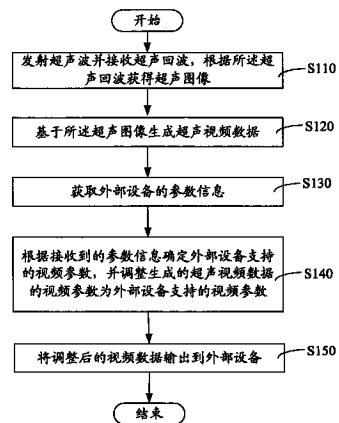 开始
发射超声波并接收超声回波，根据所述超
声回波获得超声图像
S110
基于所述超声图像生成超声视频数据
S120
获取外部设备的参数信息
S130
根据接收到的参数信息确定外部设备支持
的视频参数，并调整生成的超声视频数据
的视频参数为外部设备支持的视频参数
S140
将调整后的视频数据输出到外部设备
S150
结束